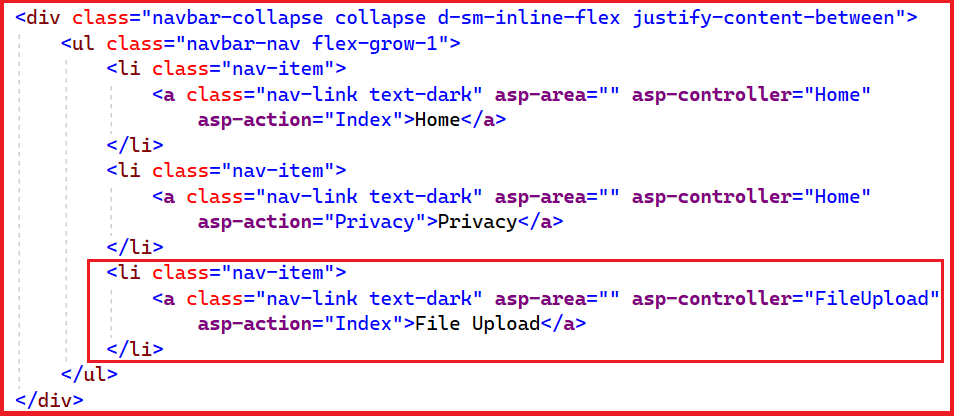 <div class="navbar-collapse collapse d-sm-inline-flex justify-content-between">
    <ul class="navbar-nav flex-grow-1">
        <li class="nav-item">
            <a class="nav-link text-dark" asp-area="" asp-controller="Home"
                asp-action="Index">Home</a>
        </li>
        <li class="nav-item">
            <a class="nav-link text-dark" asp-area="" asp-controller="Home"
                asp-action="Privacy">Privacy</a>
        </li>
        <li class="nav-item">
            <a class="nav-link text-dark" asp-area="" asp-controller="FileUpload"
                asp-action="Index">File Upload</a>
        </li>
    </ul>
</div>